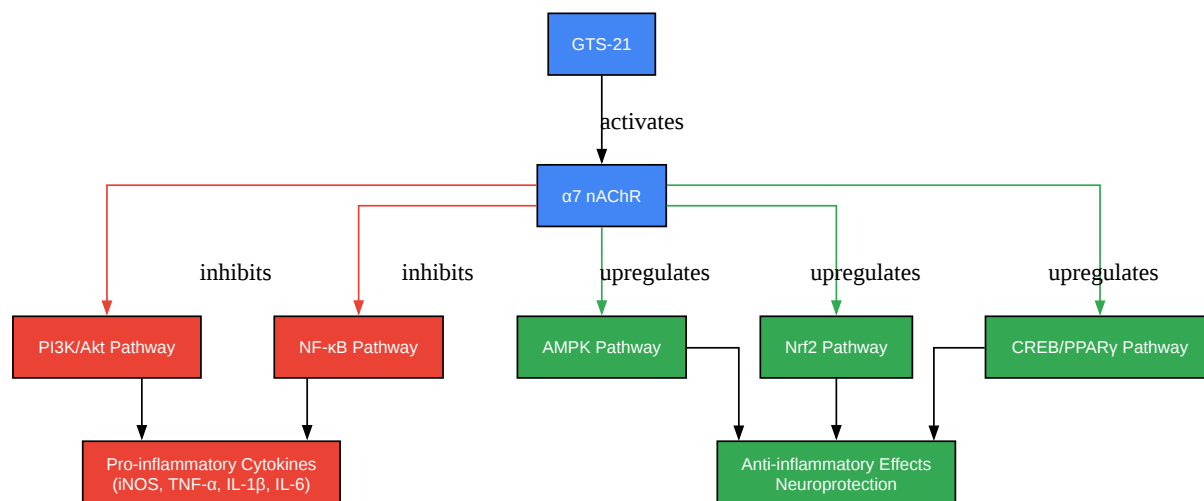 GTS-21
activates
α7 nAChR
inhibits
inhibits
upregulates
upregulates
upregulates
PI3K/Akt Pathway
NF-κB Pathway
AMPK Pathway
Nrf2 Pathway
CREB/PPARγ Pathway
Pro-inflammatory Cytokines
(iNOS, TNF-α, IL-1β, IL-6)
Anti-inflammatory Effects
Neuroprotection